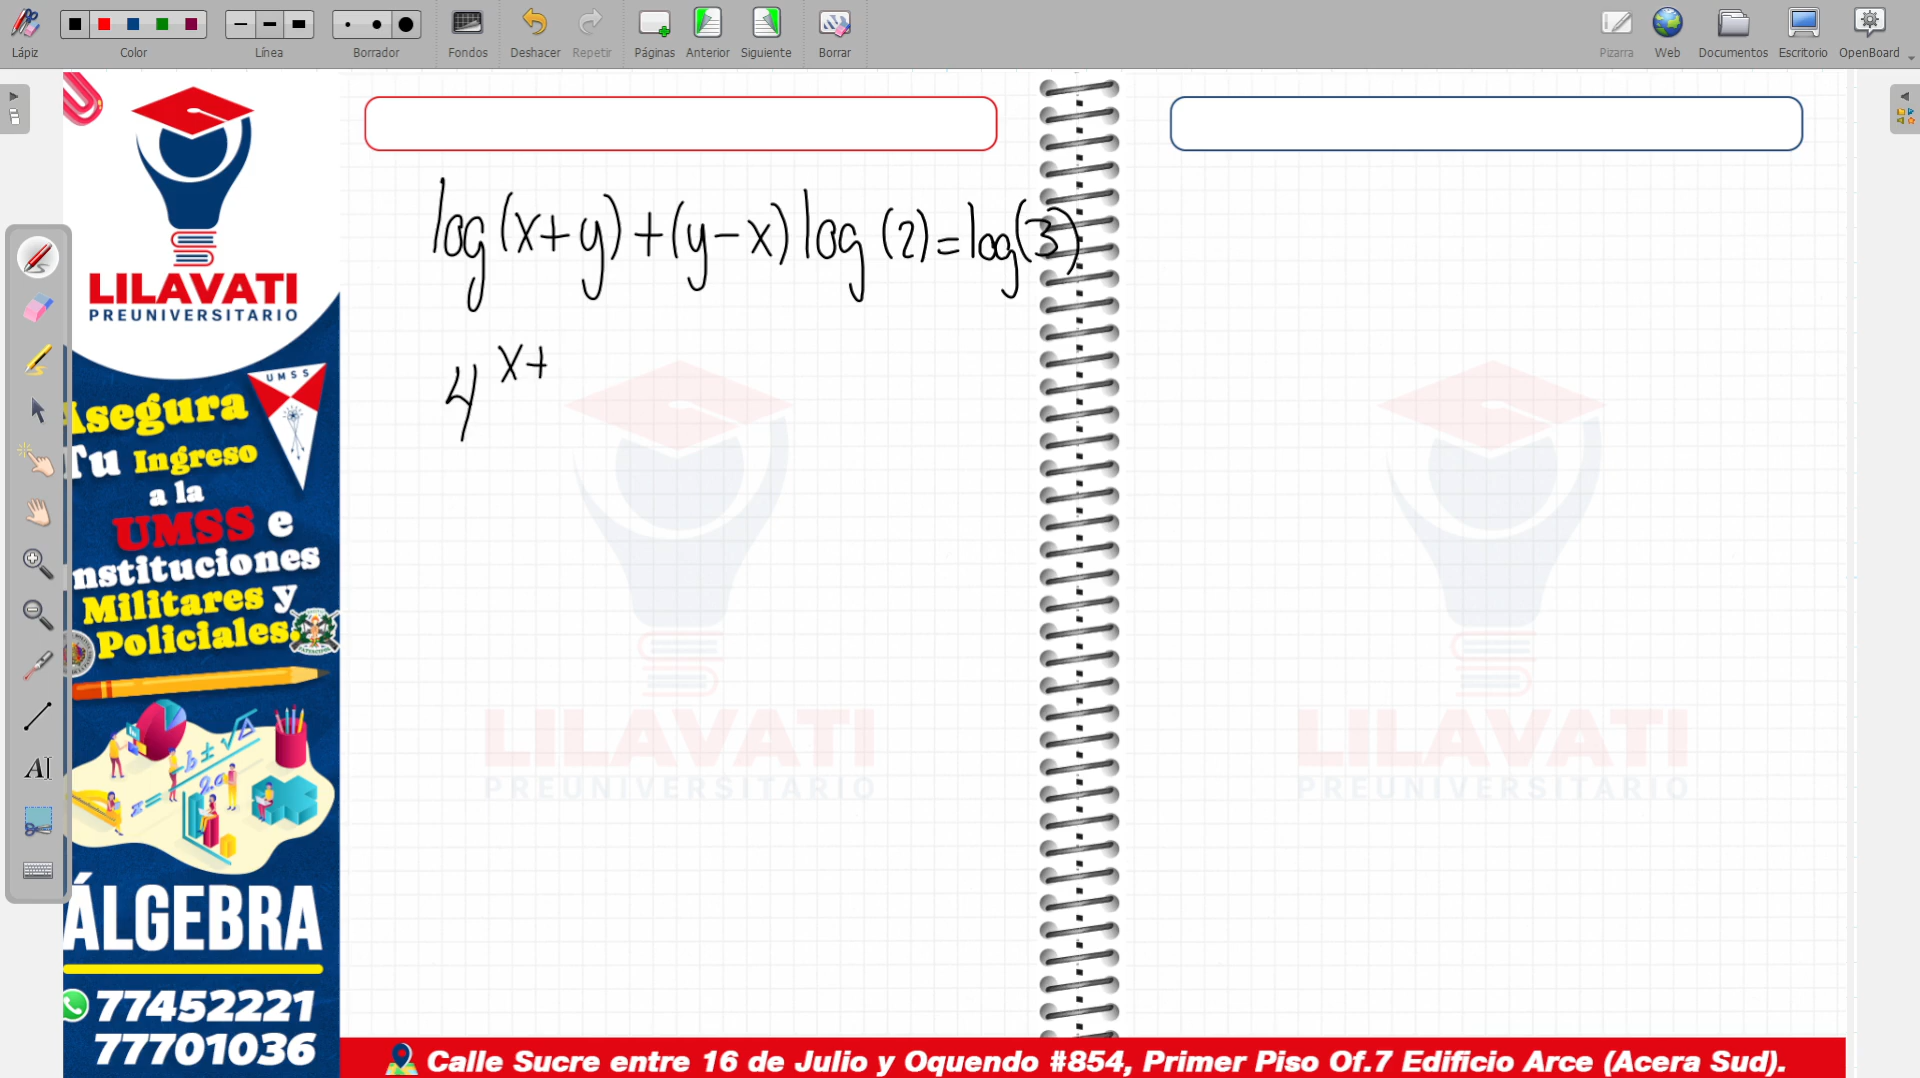 Lápiz
Color
Línea
Borrador
Fondos
Deshacer
Repetir
Páginas
Anterior
Siguiente
Borrar
Pizarra
Web
Documentos
Escritorio
OpenBoard
LILAVATI
PREUNIVERSITARIO
UMSS
Asegura
Tu Ingreso
a la
UMSS e
nstituciones
Militares y
Policiales.
-b ± √Δ
z = 2a
ÁLGEBRA
77452221
77701036
log(x+y)+(y-x)log(2)=log(3)
4^x+
LILAVATI
PREUNIVERSITARIO
LILAVATI
PREUNIVERSITARIO
Calle Sucre entre 16 de Julio y Oquendo #854, Primer Piso Of.7 Edificio Arce (Acera Sud).